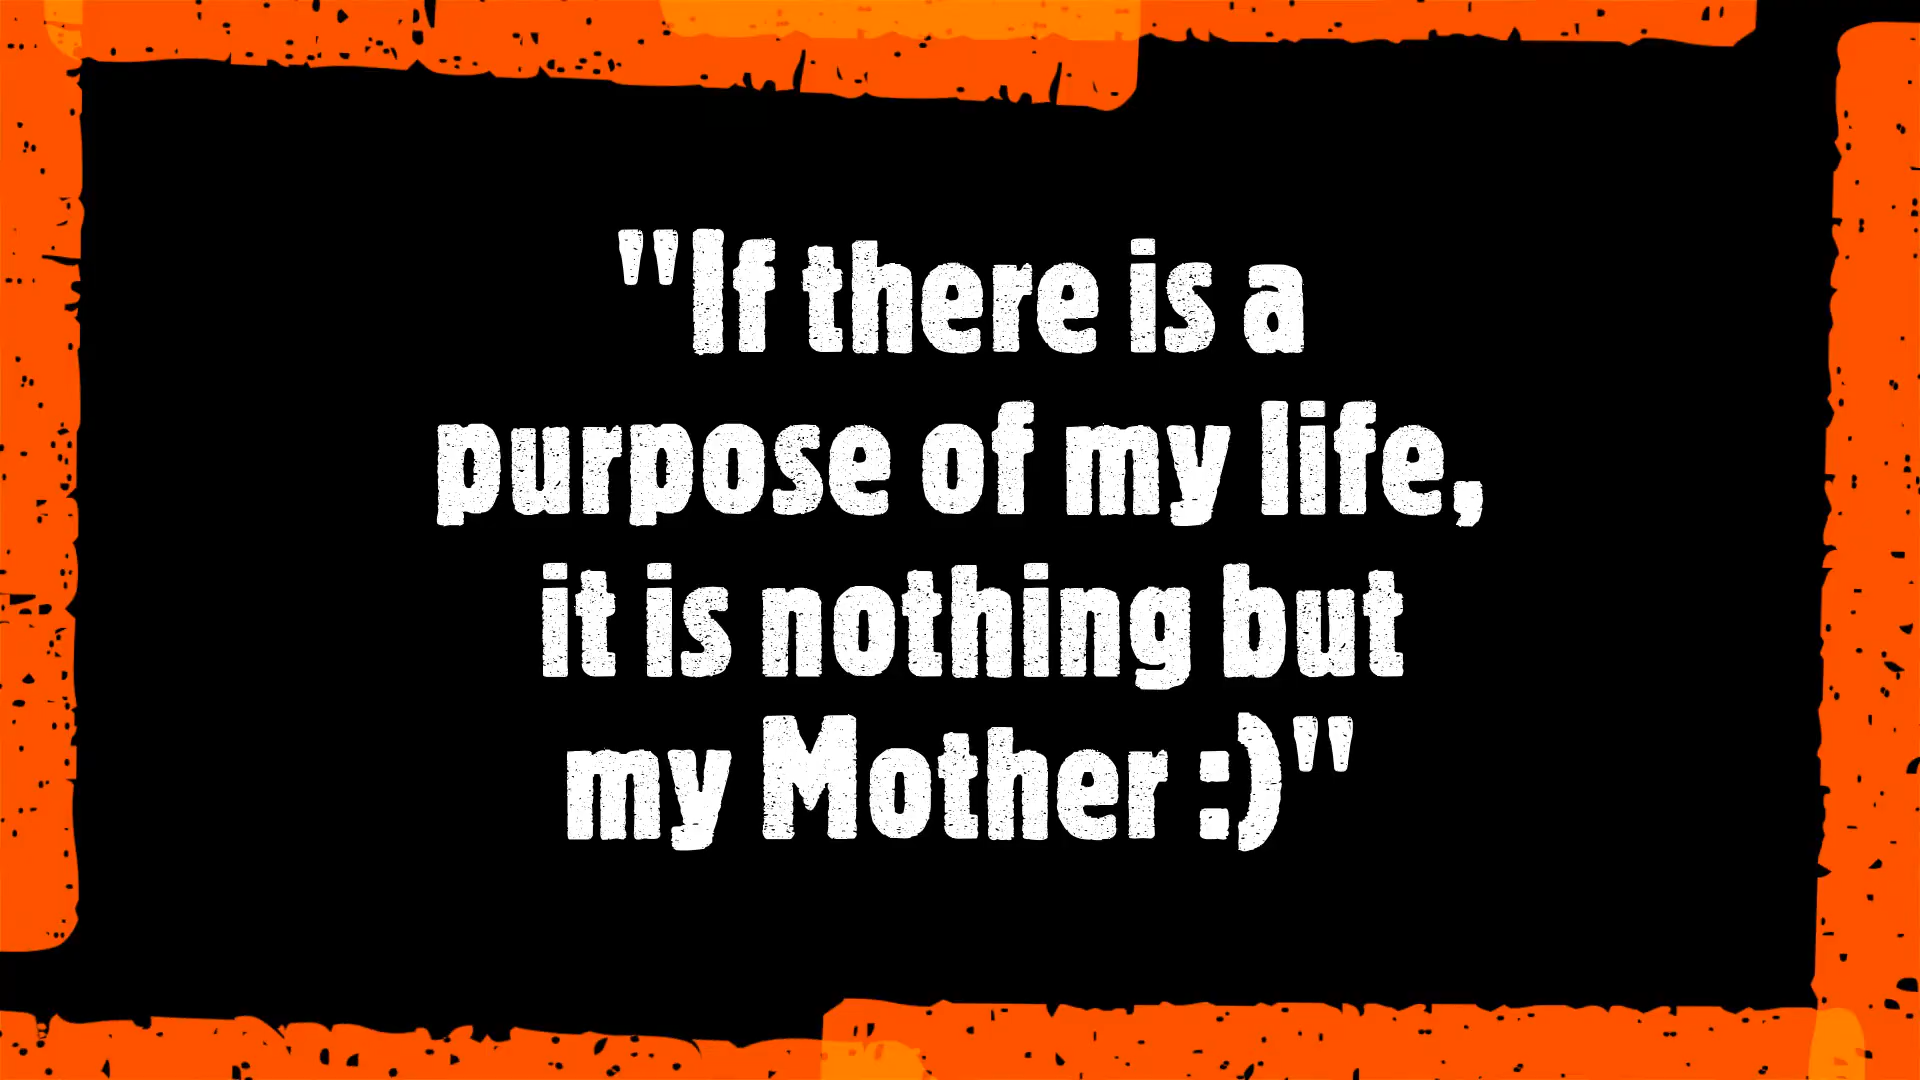 "If there is a
purpose of my life,
it is nothing but
my Mother :)"